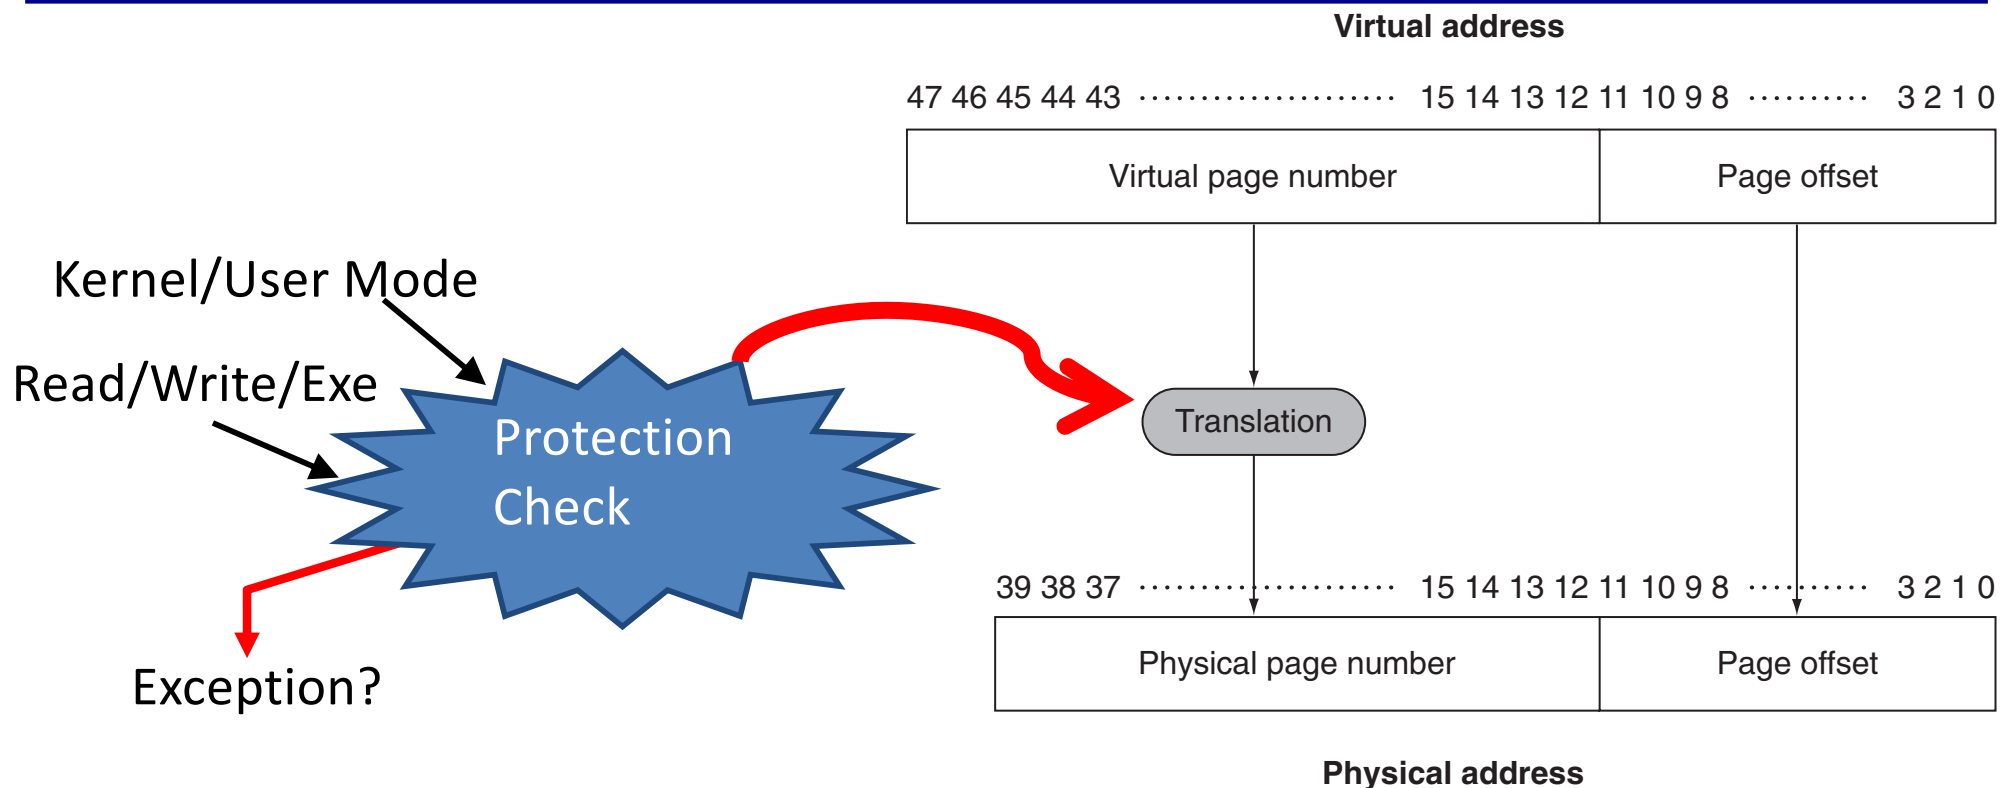 Virtual address
47 46 45 44 43 ..................... 15 14 13 12 11 10 9 8 .......... 3 2 1 0
Virtual page number Page offset
Kernel/User Mode
Read/Write/Exe
Protection
Check
Translation
39 38 37 ..................... 15 14 13 12 11 10 9 8 .......... 3 2 1 0
Physical page number Page offset
Exception?
Physical address